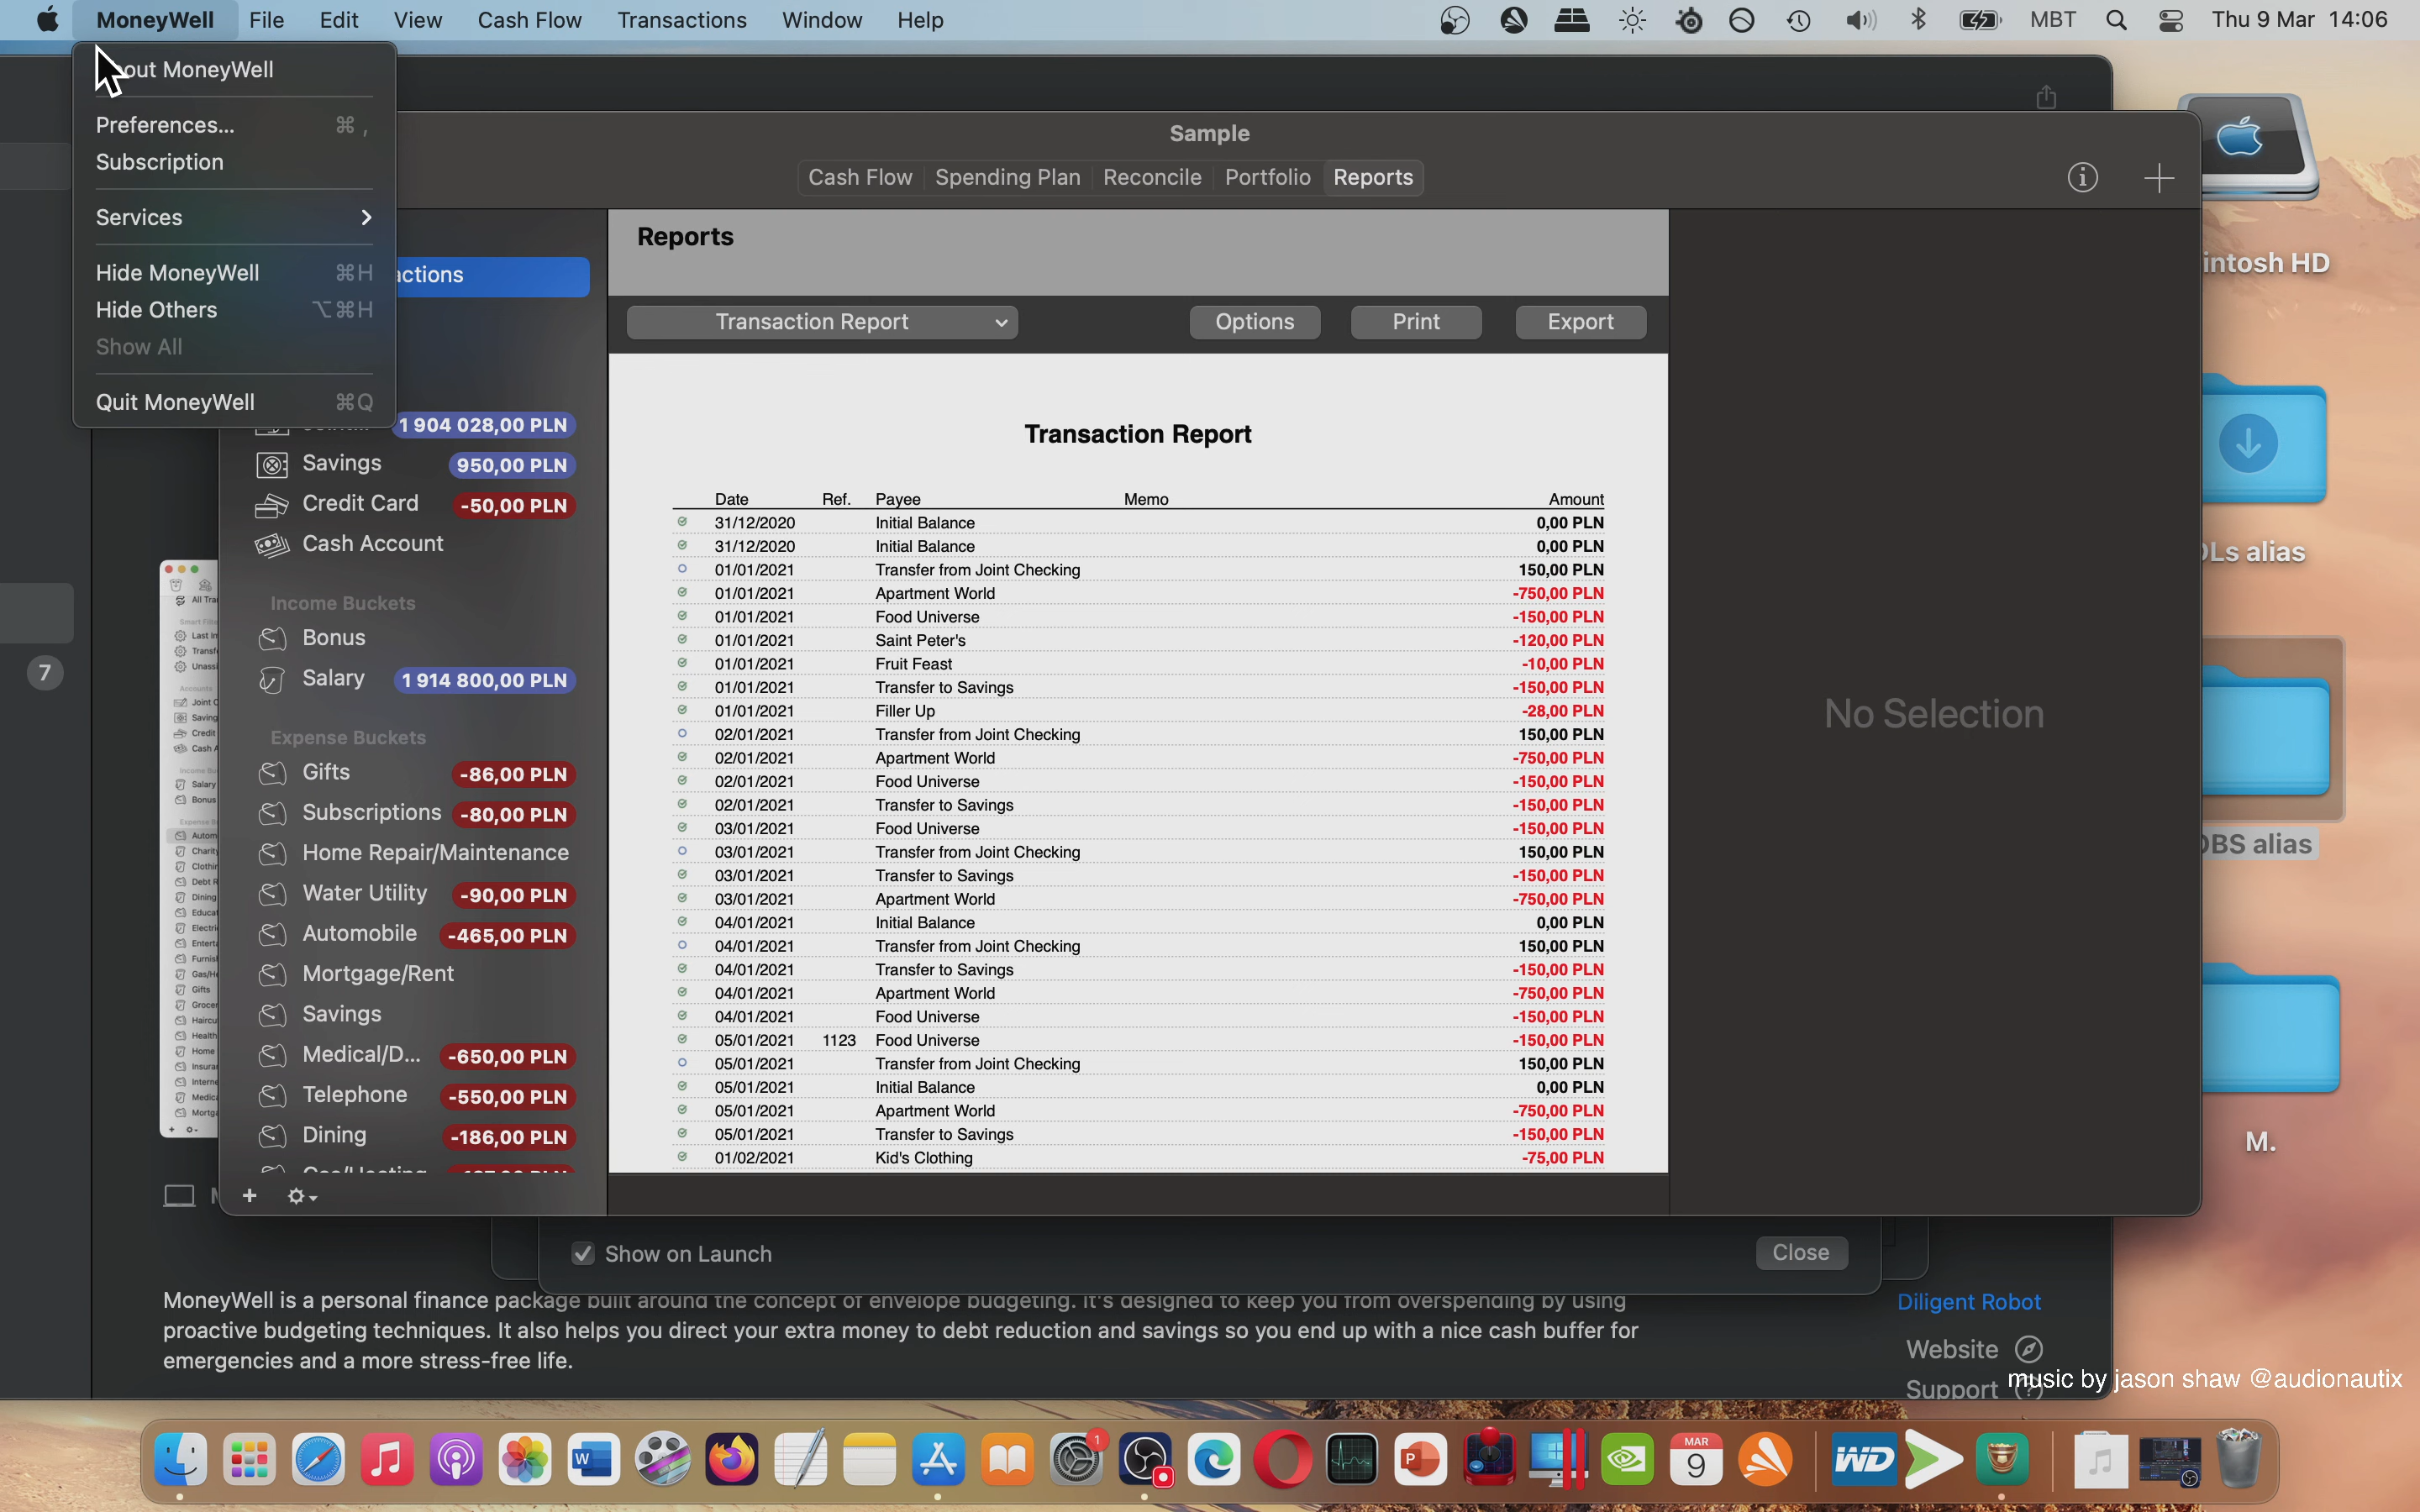 MoneyWell File Edit View Cash Flow Transactions Window Help
MBT Thu 9 Mar 14:06
out MoneyWell
Preferences... ⌘ ,
Subscription
Services
Hide MoneyWell ⌘H
Hide Others ⌥⌘H
Show All
Quit MoneyWell ⌘Q
Sample
Cash Flow Spending Plan Reconcile Portfolio Reports
actions
1 904 028,00 PLN
Savings 950,00 PLN
Credit Card -50,00 PLN
Cash Account
Income Buckets
Bonus
Salary 1 914 800,00 PLN
Expense Buckets
Gifts -86,00 PLN
Subscriptions -80,00 PLN
Home Repair/Maintenance
Water Utility -90,00 PLN
Automobile -465,00 PLN
Mortgage/Rent
Savings
Medical/D... -650,00 PLN
Telephone -550,00 PLN
Dining -186,00 PLN
Reports
Transaction Report Options Print Export
Transaction Report
Date Ref. Payee Memo Amount
31/12/2020 Initial Balance 0,00 PLN
31/12/2020 Initial Balance 0,00 PLN
01/01/2021 Transfer from Joint Checking 150,00 PLN
01/01/2021 Apartment World -750,00 PLN
01/01/2021 Food Universe -150,00 PLN
01/01/2021 Saint Peter's -120,00 PLN
01/01/2021 Fruit Feast -10,00 PLN
01/01/2021 Transfer to Savings -150,00 PLN
01/01/2021 Filler Up -28,00 PLN
02/01/2021 Transfer from Joint Checking 150,00 PLN
02/01/2021 Apartment World -750,00 PLN
02/01/2021 Food Universe -150,00 PLN
02/01/2021 Transfer to Savings -150,00 PLN
03/01/2021 Food Universe -150,00 PLN
03/01/2021 Transfer from Joint Checking 150,00 PLN
03/01/2021 Transfer to Savings -150,00 PLN
03/01/2021 Apartment World -750,00 PLN
04/01/2021 Initial Balance 0,00 PLN
04/01/2021 Transfer from Joint Checking 150,00 PLN
04/01/2021 Transfer to Savings -150,00 PLN
04/01/2021 Apartment World -750,00 PLN
04/01/2021 Food Universe -150,00 PLN
05/01/2021 1123 Food Universe -150,00 PLN
05/01/2021 Transfer from Joint Checking 150,00 PLN
05/01/2021 Initial Balance 0,00 PLN
05/01/2021 Apartment World -750,00 PLN
05/01/2021 Transfer to Savings -150,00 PLN
01/02/2021 Kid's Clothing -75,00 PLN
No Selection
intosh HD
DLs alias
OBS alias
M.
7
Show on Launch Close
MoneyWell is a personal finance package built around the concept of envelope budgeting. It's designed to keep you from overspending by using
proactive budgeting techniques. It also helps you direct your extra money to debt reduction and savings so you end up with a nice cash buffer for
emergencies and a more stress-free life.
Diligent Robot
Website
Support
music by jason shaw @audionautix
1
MAR
9
WD